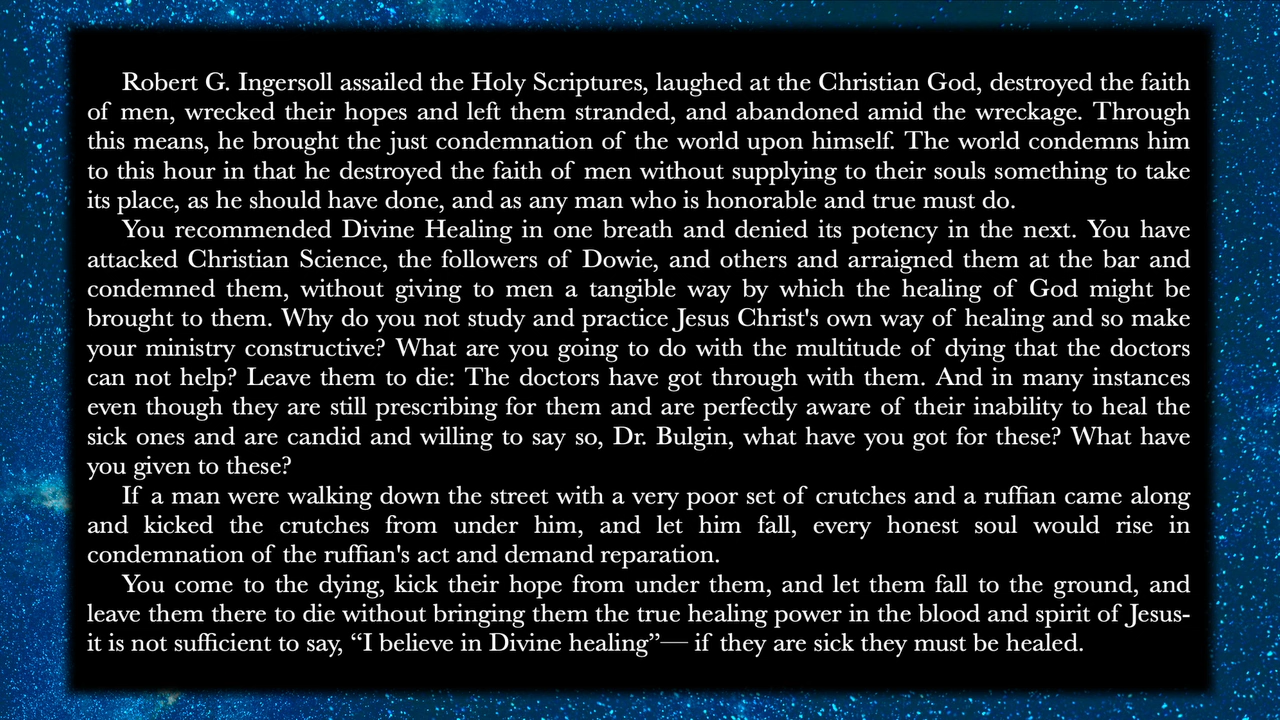 Robert G. Ingersoll assailed the Holy Scriptures, laughed at the Christian God, destroyed the faith
of men, wrecked their hopes and left them stranded, and abandoned amid the wreckage. Through
this means, he brought the just condemnation of the world upon himself. The world condemns him
to this hour in that he destroyed the faith of men without supplying to their souls something to take
its place, as he should have done, and as any man who is honorable and true must do.
You recommended Divine Healing in one breath and denied its potency in the next. You have
attacked Christian Science, the followers of Dowie, and others and arraigned them at the bar and
condemned them, without giving to men a tangible way by which the healing of God might be
brought to them. Why do you not study and practice Jesus Christ's own way of healing and so make
your ministry constructive? What are you going to do with the multitude of dying that the doctors
can not help? Leave them to die: The doctors have got through with them. And in many instances
even though they are still prescribing for them and are perfectly aware of their inability to heal the
sick ones and are candid and willing to say so, Dr. Bulgin, what have you got for these? What have
you given to these?
If a man were walking down the street with a very poor set of crutches and a ruffian came along
and kicked the crutches from under him, and let him fall, every honest soul would rise in
condemnation of the ruffian's act and demand reparation.
You come to the dying, kick their hope from under them, and let them fall to the ground, and
leave them there to die without bringing them the true healing power in the blood and spirit of Jesus-
it is not sufficient to say, “I believe in Divine healing”— if they are sick they must be healed.